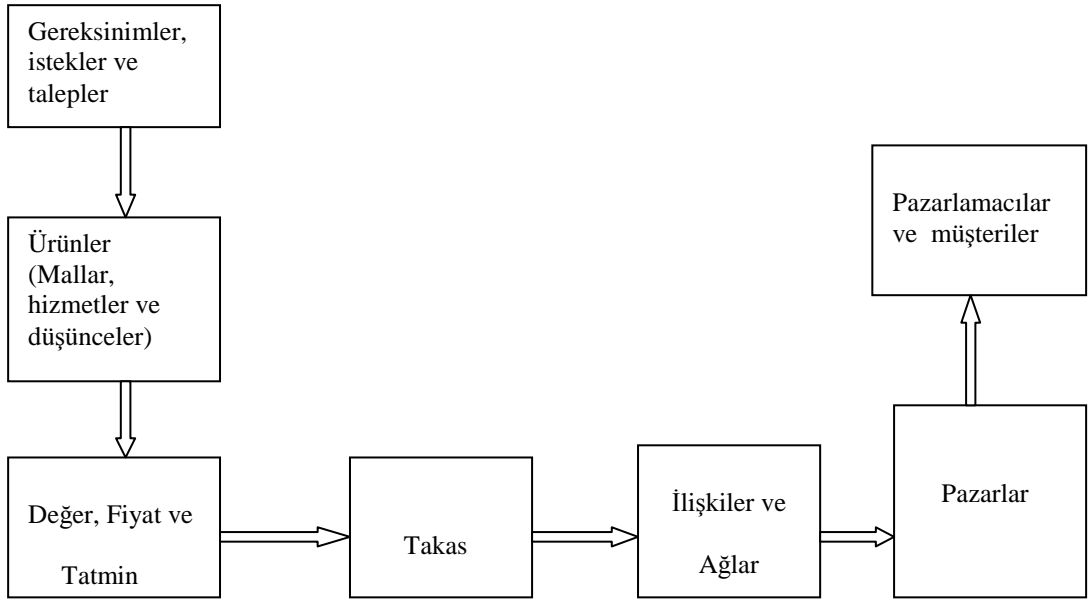 Gereksinimler,
istekler ve
talepler
Ürünler
(Mallar,
hizmetler ve
düşünceler)
Değer, Fiyat ve
Tatmin
Takas
İlişkiler ve
Ağlar
Pazarlar
Pazarlamacılar
ve müşteriler